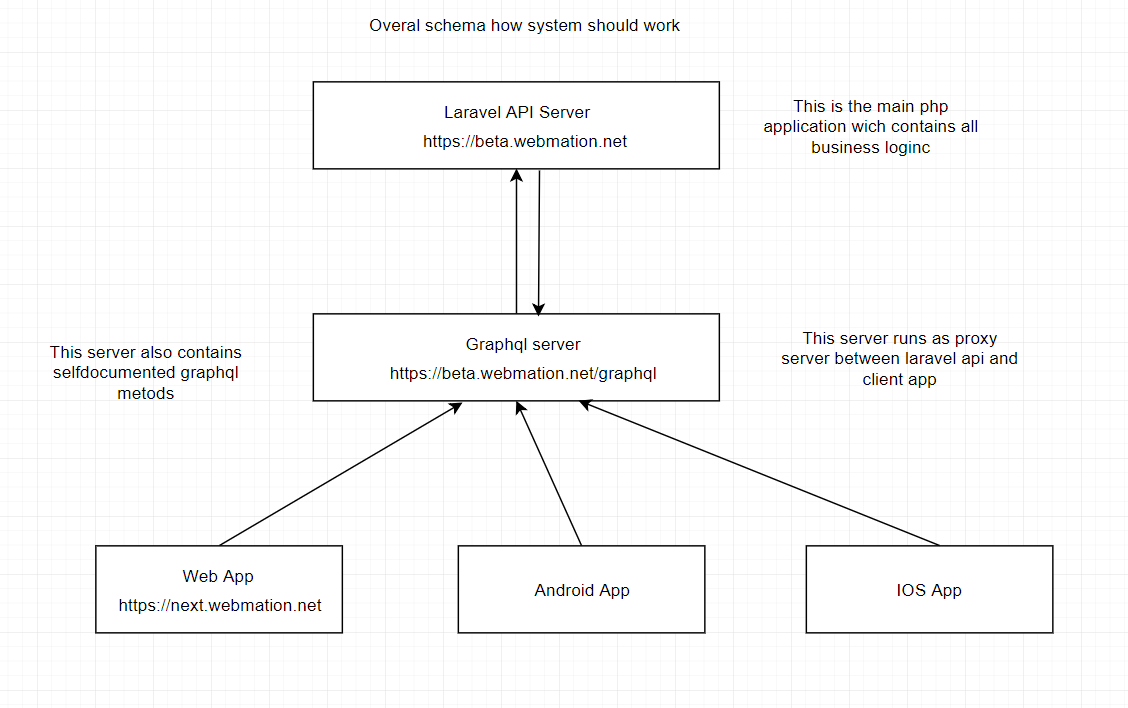 Overal schema how system should work
Laravel API Server
https://beta.webmation.net
This is the main php
application wich contains all
business loginc
Graphql server
https://beta.webmation.net/graphql
This server also contains
selfdocumented graphql
metods
This server runs as proxy
server between laravel api and
client app
Web App
https://next.webmation.net
Android App
IOS App